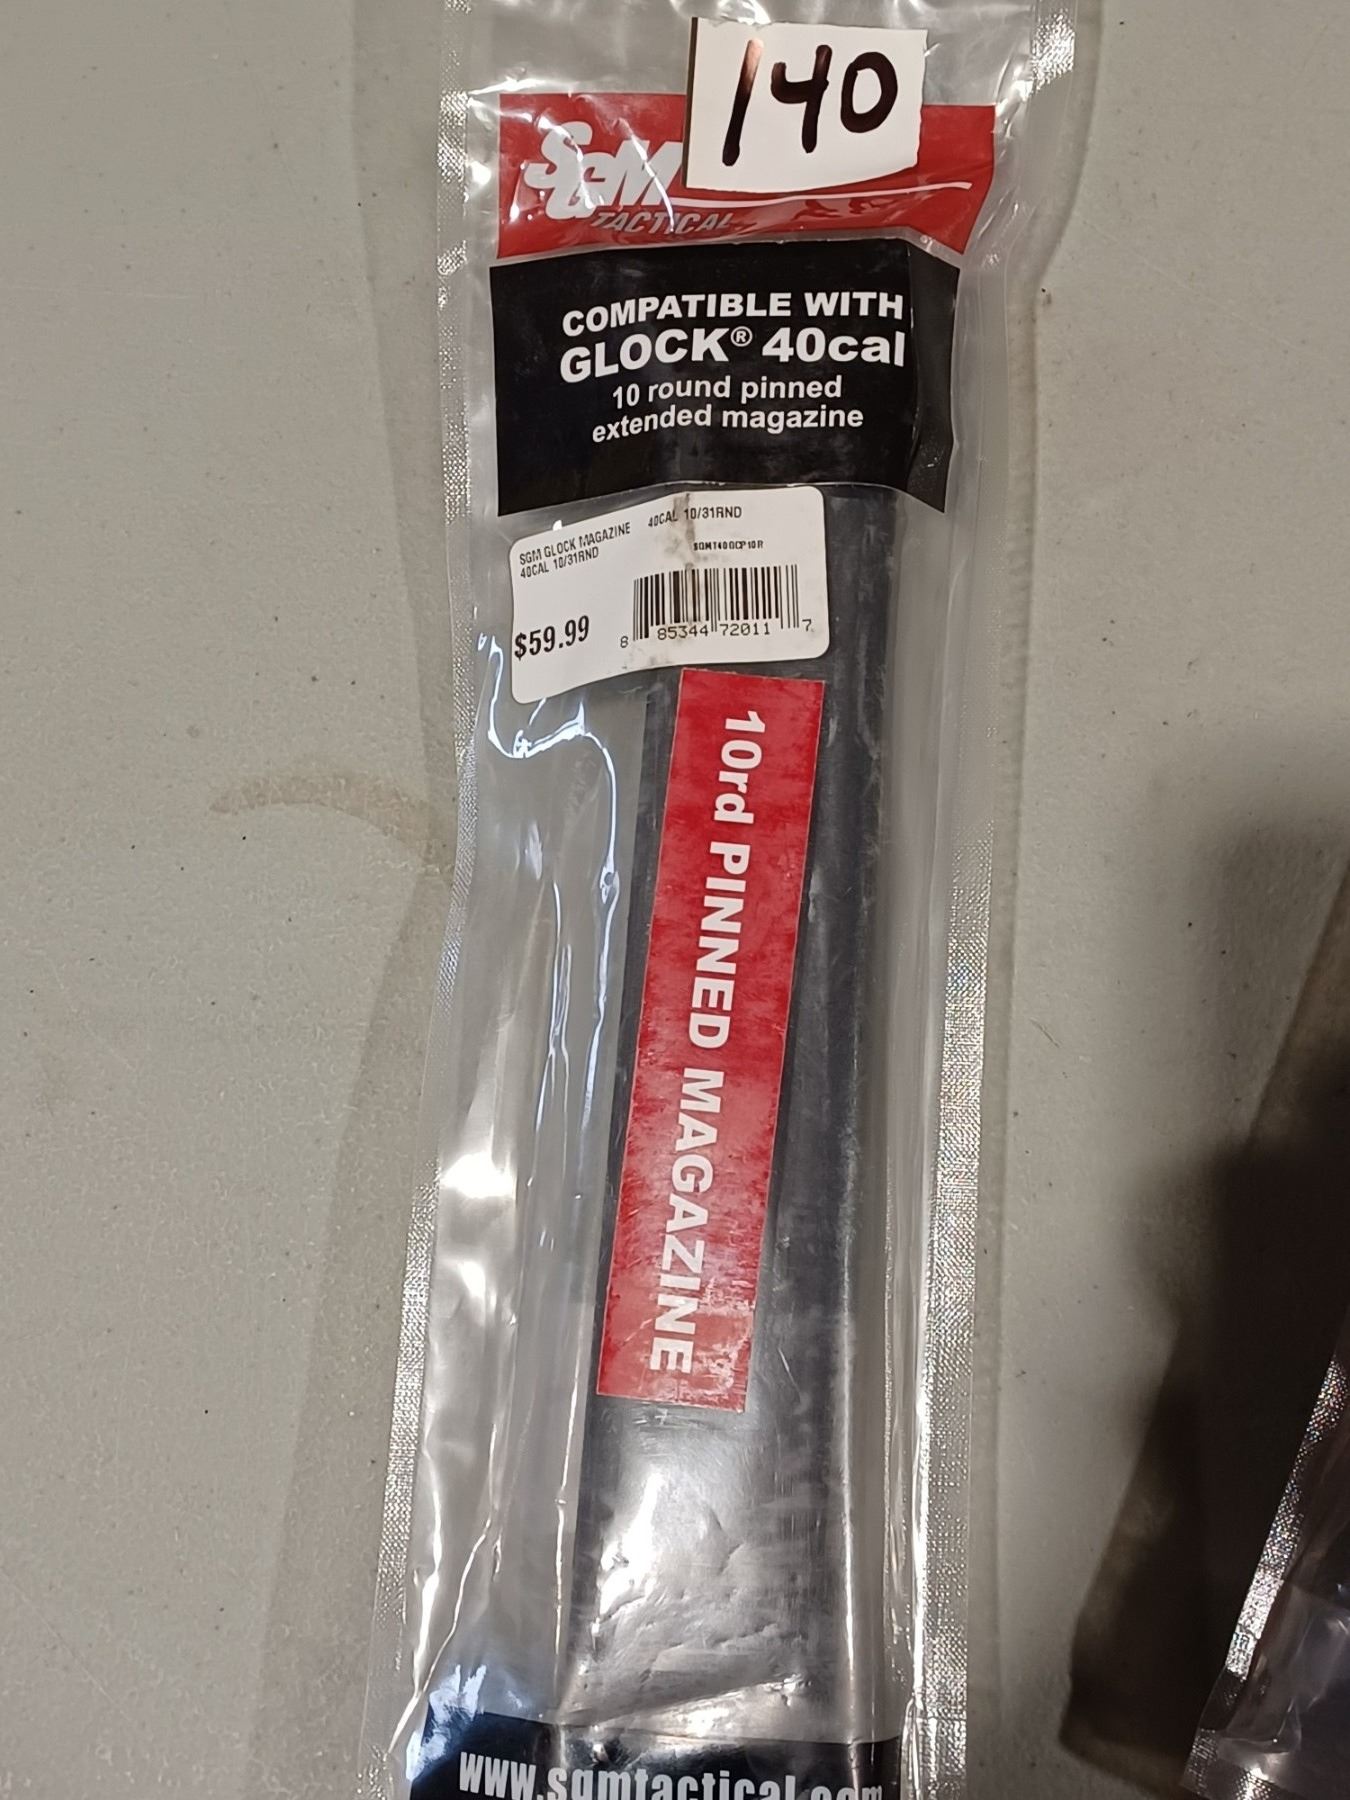 140
SGM
TACTICAL
COMPATIBLE WITH
GLOCK® 40cal
10 round pinned
extended magazine
SGM GLOCK MAGAZINE
40CAL 10/31RND
40CAL 10/31RND
SGMT40GCP10R
$59.99
8 85344 72011 7
10rd PINNED MAGAZINE
www.sgmtactical.com